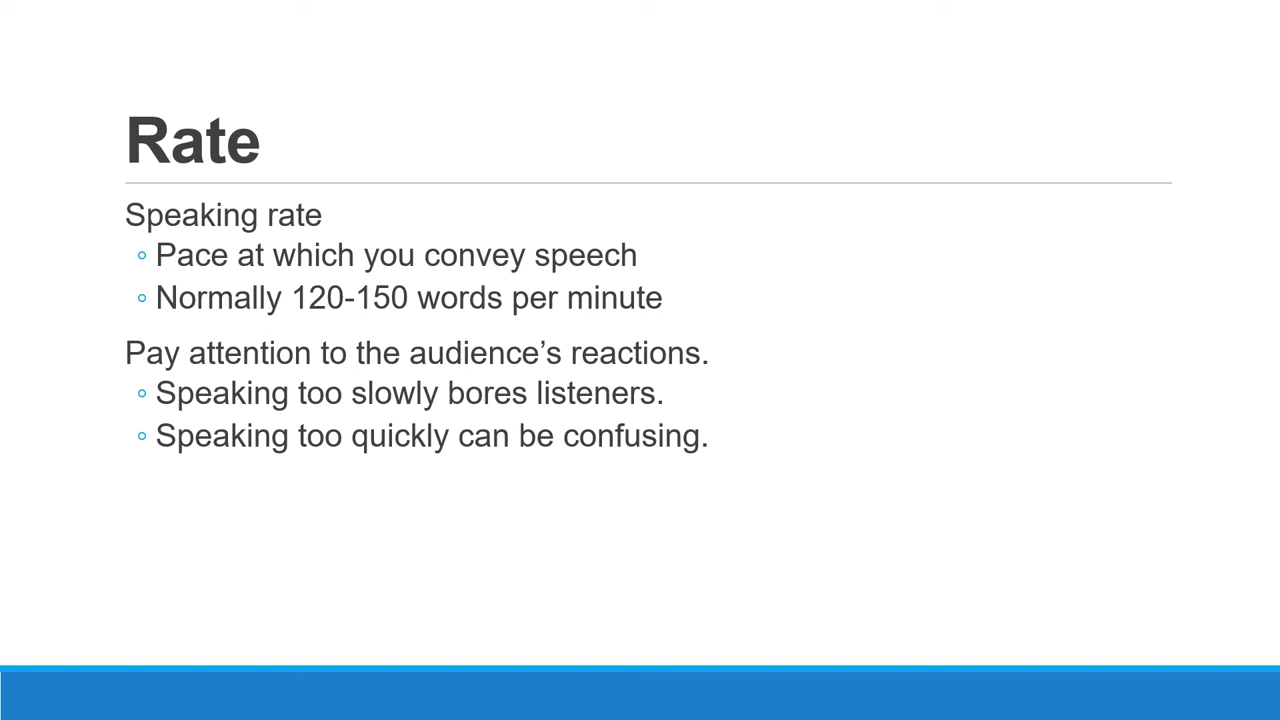 Rate
Speaking rate
◦ Pace at which you convey speech
◦ Normally 120-150 words per minute
Pay attention to the audience’s reactions.
◦ Speaking too slowly bores listeners.
◦ Speaking too quickly can be confusing.